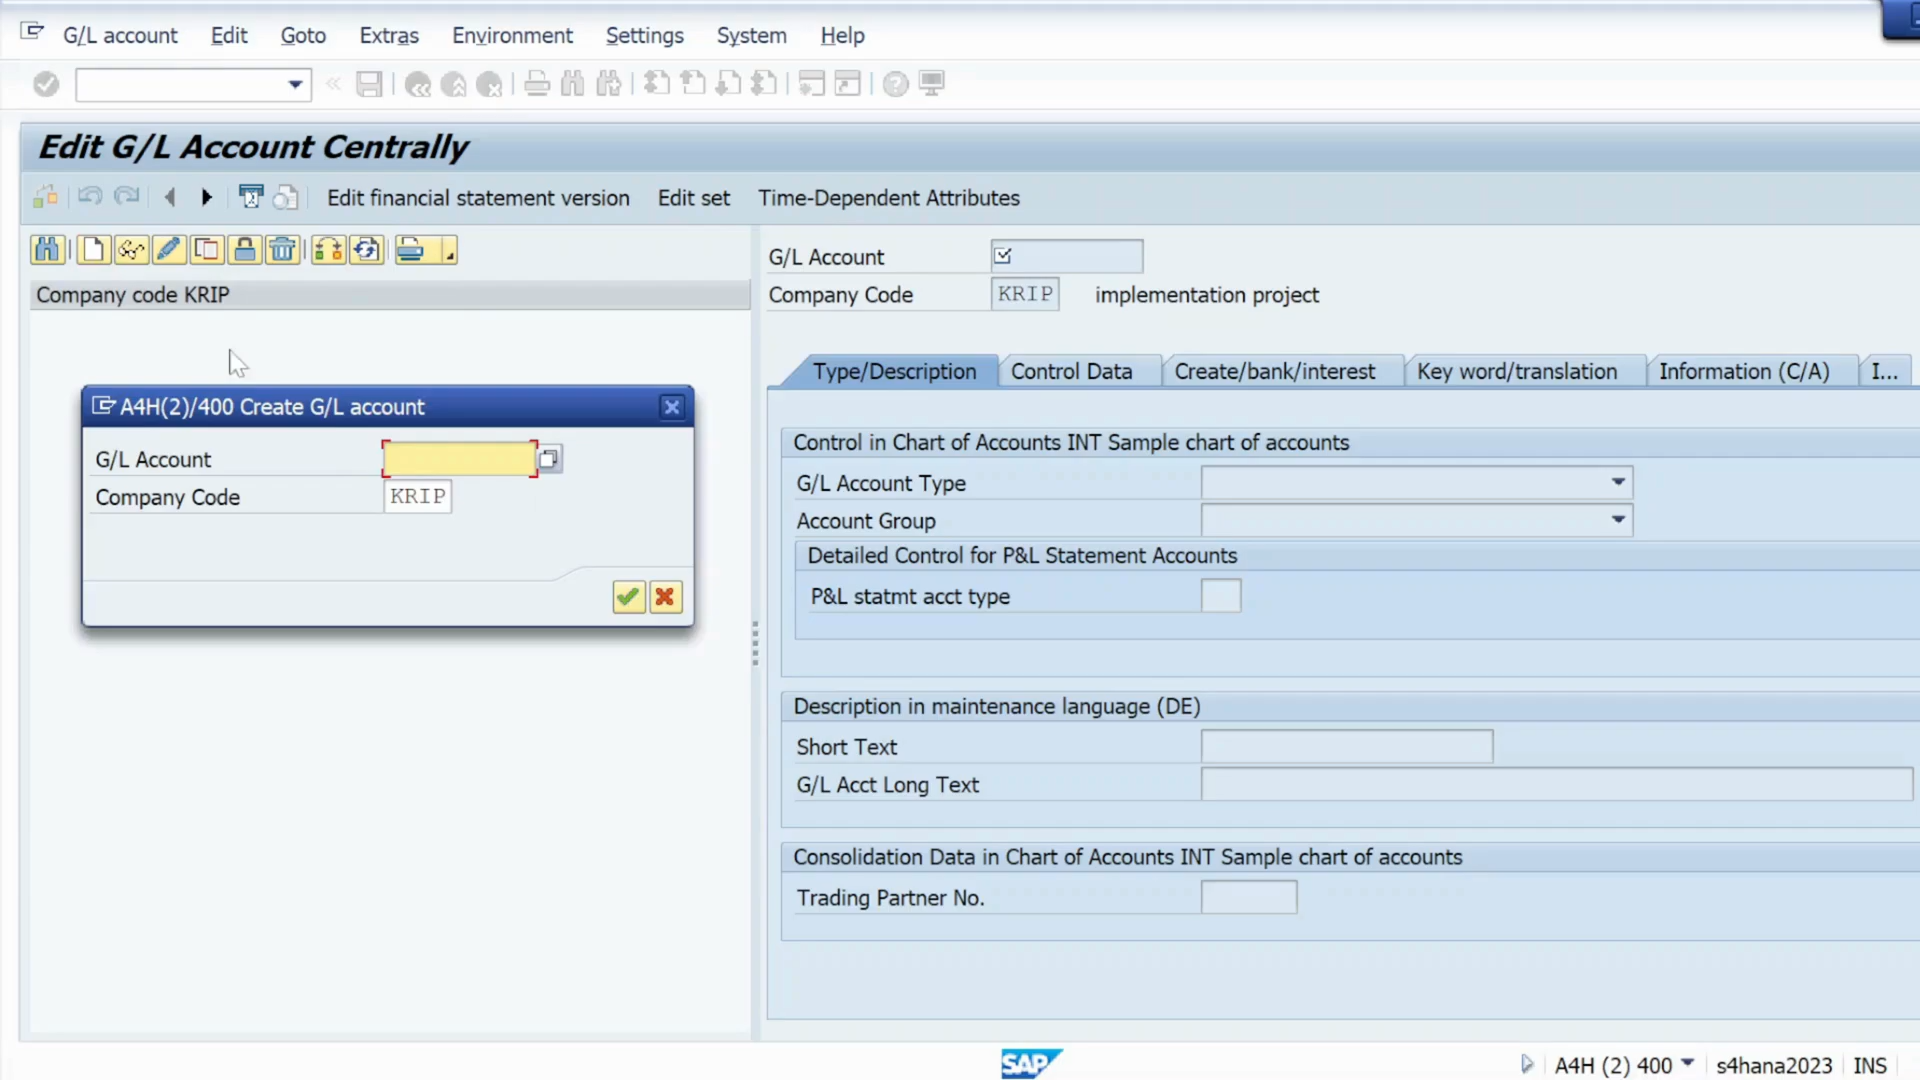 G/L account Edit Goto Extras Environment Settings System Help
Edit G/L Account Centrally
Edit financial statement version Edit set Time-Dependent Attributes
Company code KRIP
G/L Account
Company Code KRIP implementation project
Type/Description Control Data Create/bank/interest Key word/translation Information (C/A) I...
A4H(2)/400 Create G/L account
G/L Account
Company Code KRIP
Control in Chart of Accounts INT Sample chart of accounts
G/L Account Type
Account Group
Detailed Control for P&L Statement Accounts
P&L statmt acct type
Description in maintenance language (DE)
Short Text
G/L Acct Long Text
Consolidation Data in Chart of Accounts INT Sample chart of accounts
Trading Partner No.
SAP A4H (2) 400 s4hana2023 INS